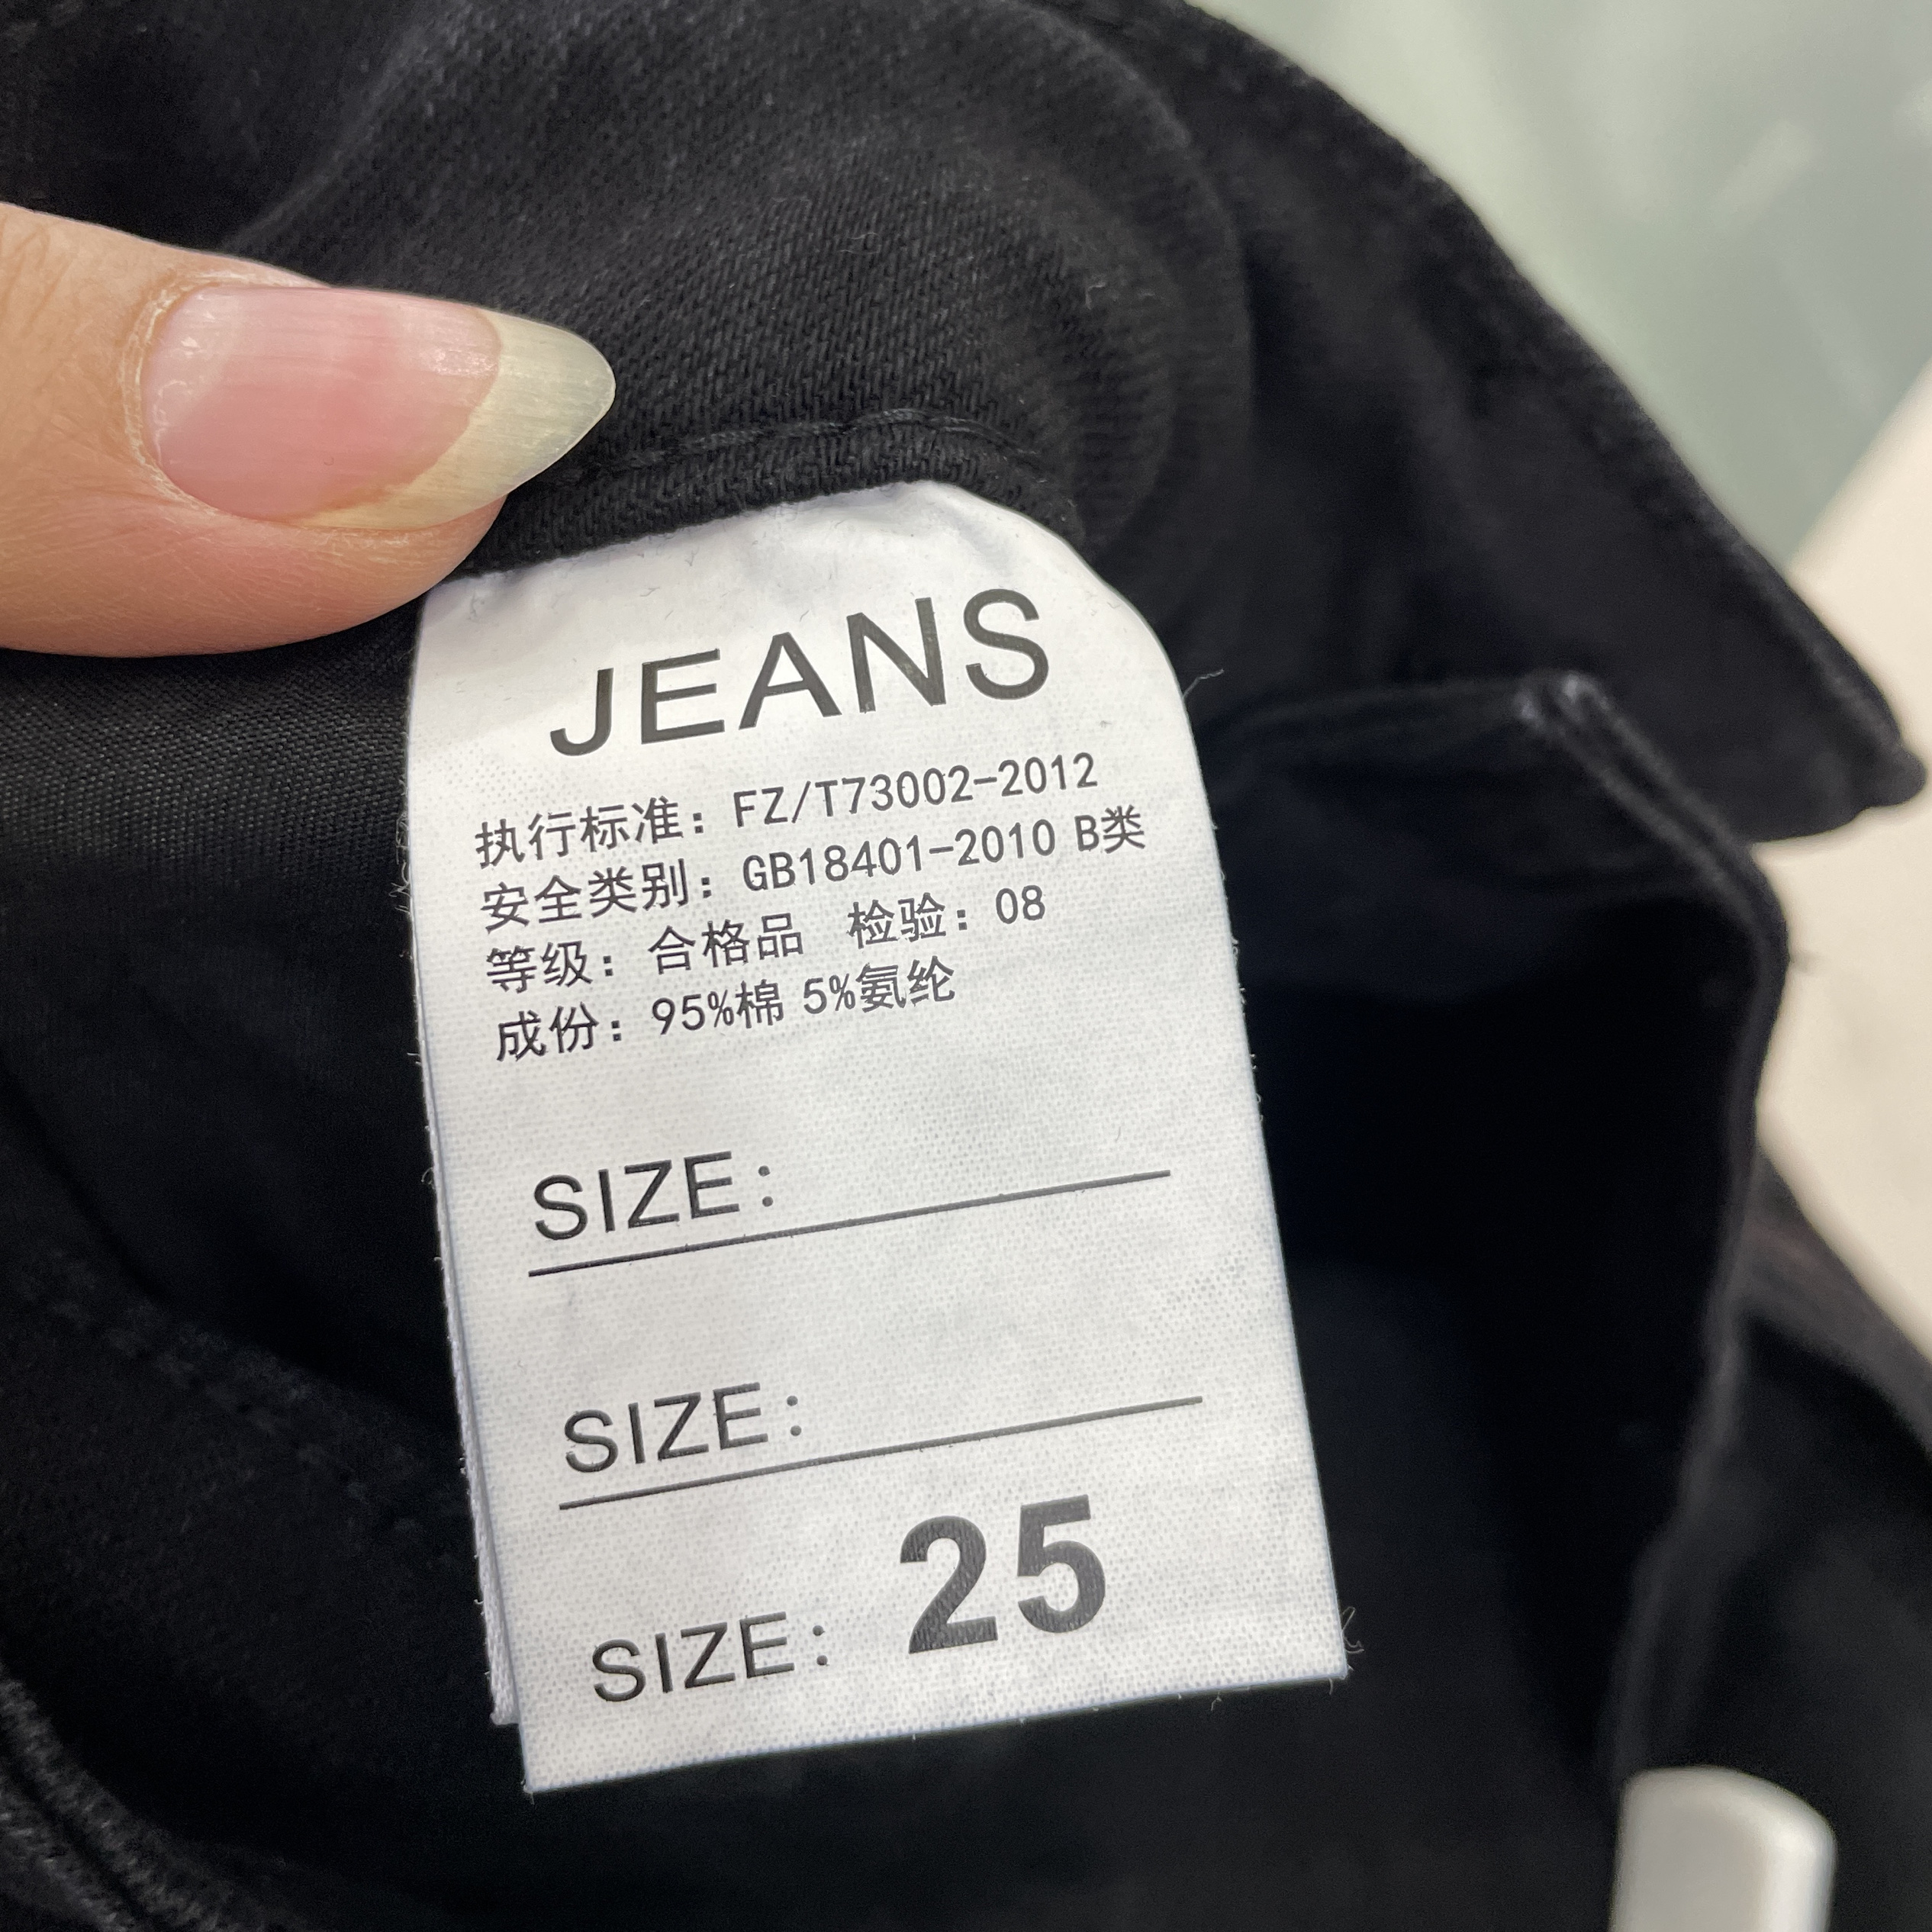 JEANS
执行标准：FZ/T73002-2012
安全类别：GB18401-2010 B类
等级：合格品 检验：08
成份：95%棉 5%氨纶
SIZE:
SIZE:
SIZE: 25